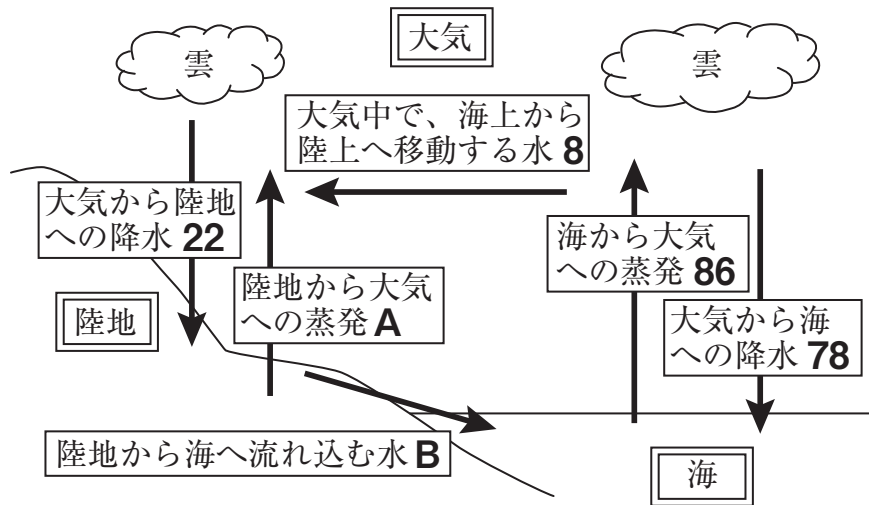 大気
雲
雲
大気中で、海上から
陸上へ移動する水 8
大気から陸地
への降水 22
海から大気
への蒸発 86
陸地から大気
への蒸発 A
陸地
大気から海
への降水 78
陸地から海へ流れ込む水 B
海